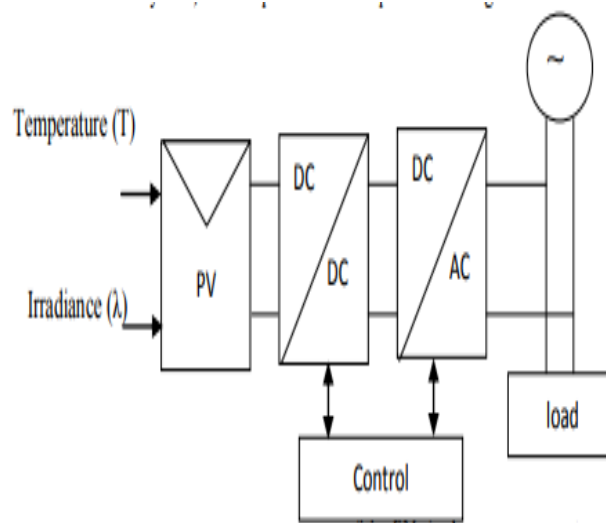 ~
Temperature (T)
DC
DC
DC
AC
PV
Irradiance (λ)
load
Control